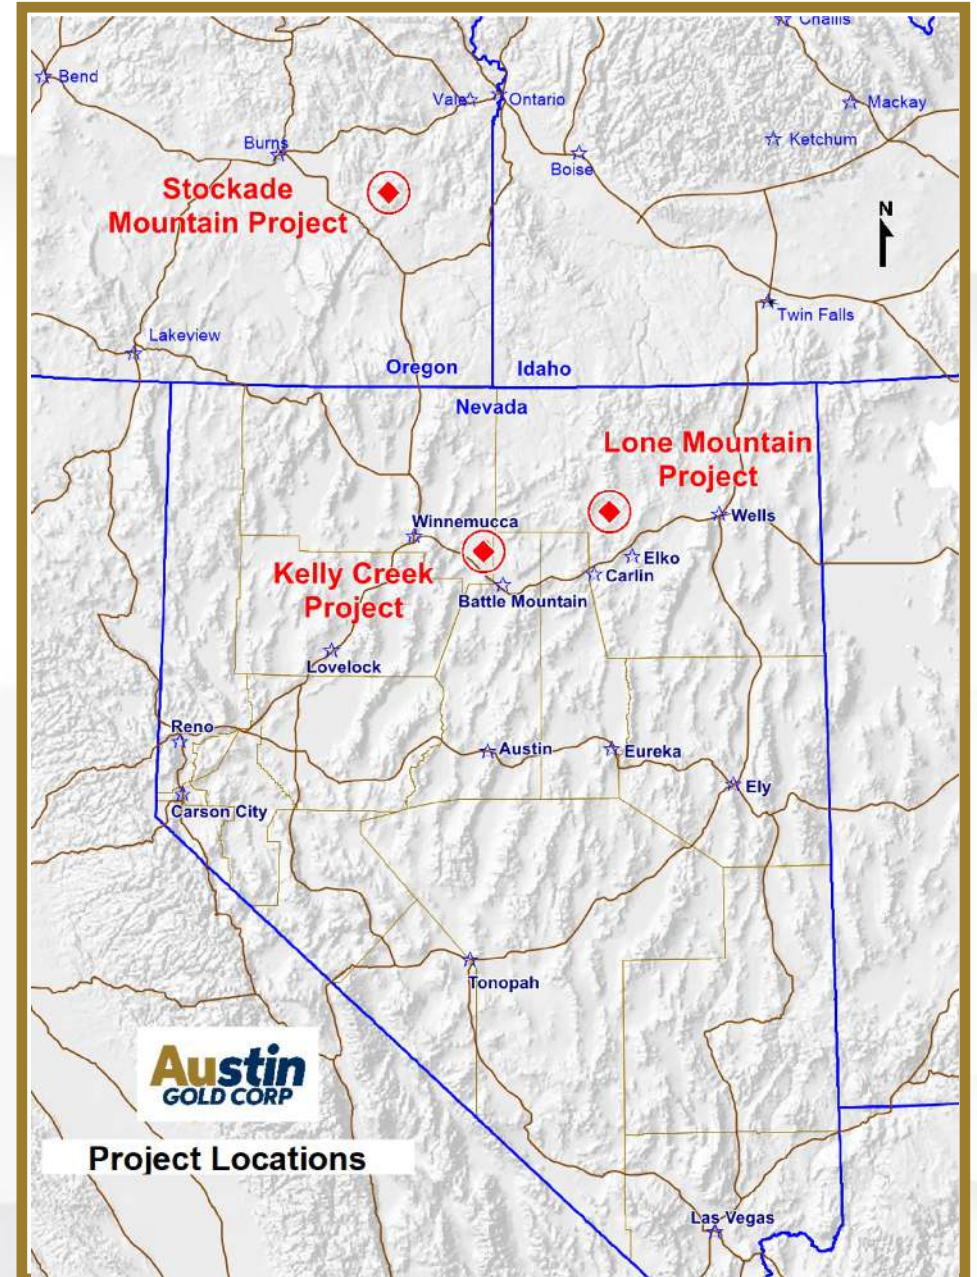 Challis
Bend
Vale
Ontario
Mackay
Burns
Boise
Ketchum
Stockade
Mountain Project
N
Twin Falls
Lakeview
Oregon
Idaho
Nevada
Lone Mountain
Project
Winnemucca
Wells
Kelly Creek
Project
Elko
Carlin
Battle Mountain
Lovelock
Reno
Austin
Eureka
Ely
Carson City
Tonopah
Austin
GOLD CORP
Project Locations
Las Vegas